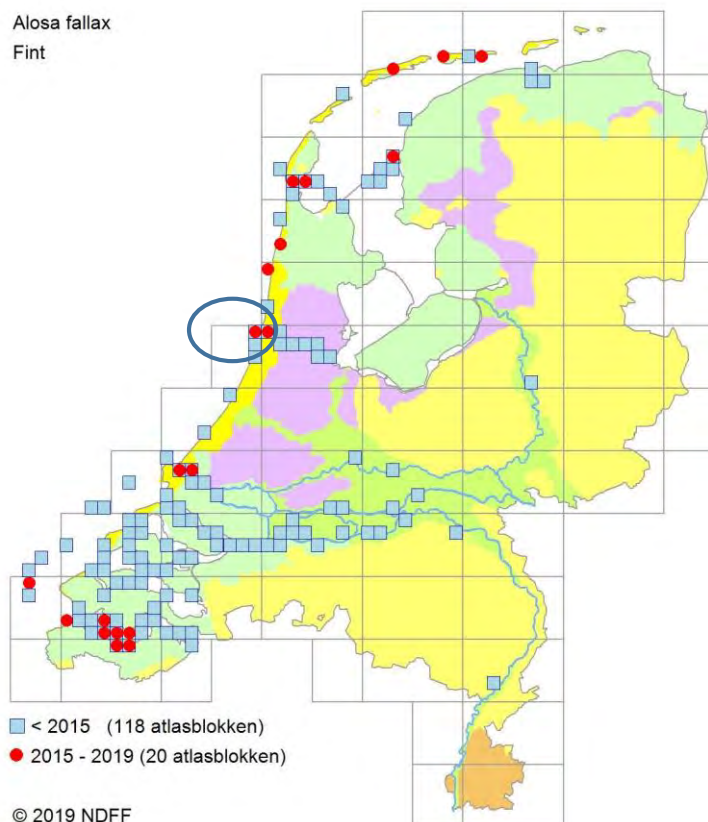 Alosa fallax
Fint
< 2015 (118 atlasblokken)
2015 - 2019 (20 atlasblokken)
© 2019 NDFF